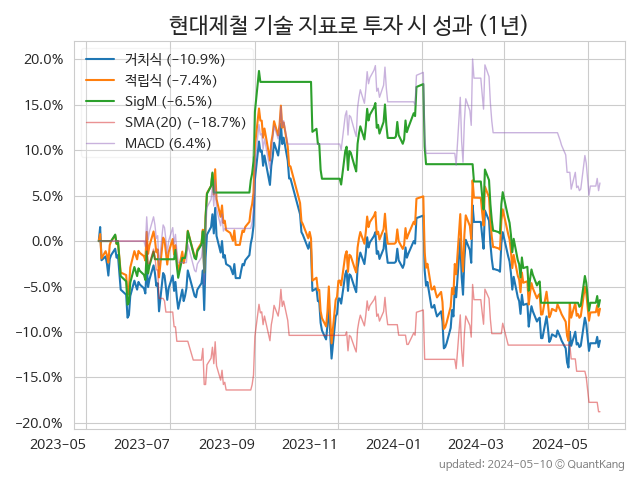 현대제철 기술 지표로 투자 시 성과 (1년)
거치식 (−10.9%)
적립식 (−7.4%)
SigM (−6.5%)
SMA(20) (−18.7%)
MACD (6.4%)
20.0%
15.0%
10.0%
5.0%
0.0%
−5.0%
−10.0%
−15.0%
−20.0%
2023-05 2023-07 2023-09 2023-11 2024-01 2024-03 2024-05
updated: 2024-05-10 © QuantKang